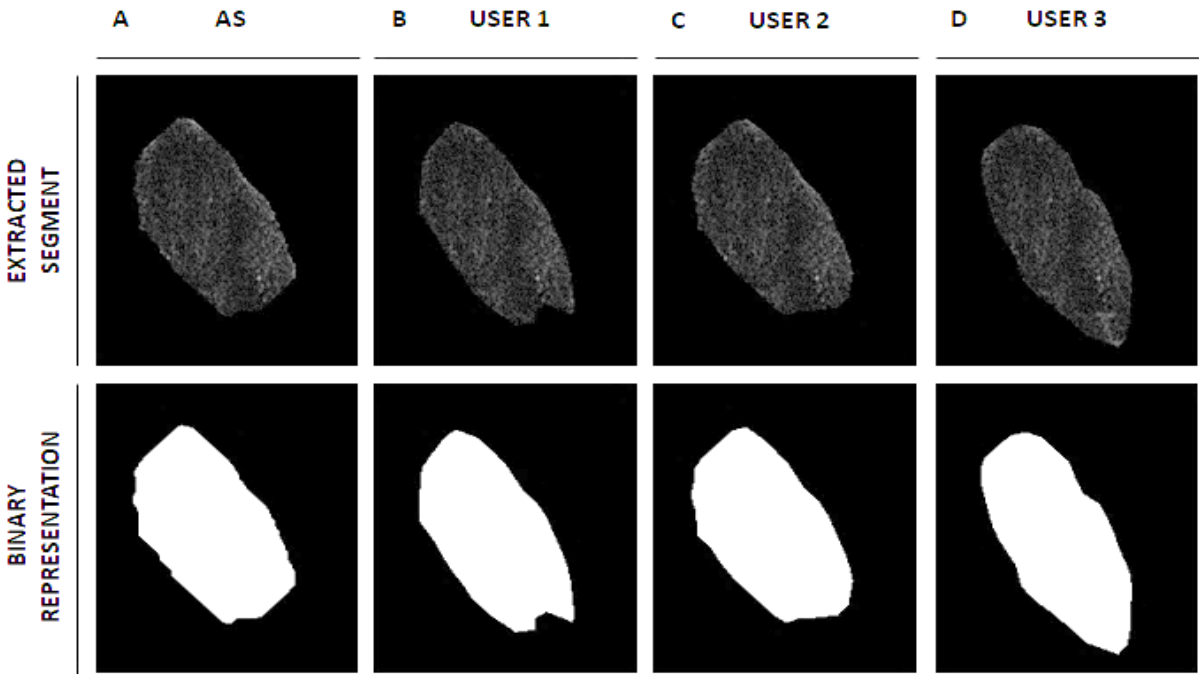 A AS B USER 1 C USER 2 D USER 3
EXTRACTED
SEGMENT
BINARY
REPRESENTATION